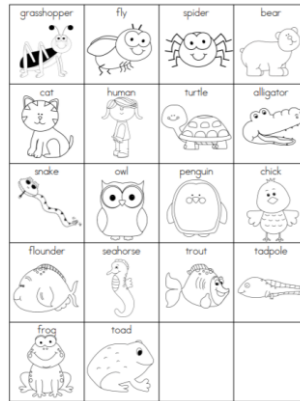 grasshopper fly spider bear
cat human turtle alligator
snake owl penguin chick
flounder seahorse trout tadpole
frog toad